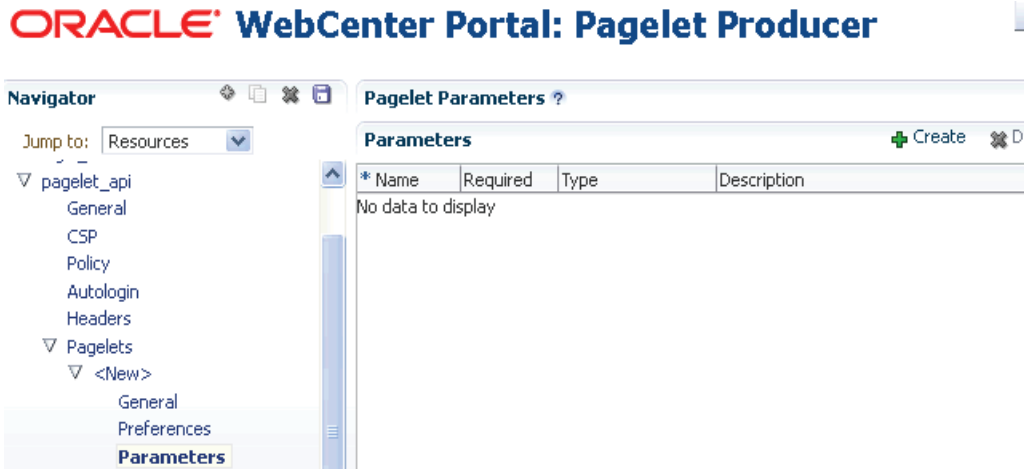 ORACLE® WebCenter Portal: Pagelet Producer
Navigator
Jump to: Resources
pagelet_api
General
CSP
Policy
Autologin
Headers
Pagelets
<New>
General
Preferences
Parameters
Pagelet Parameters ?
Parameters
Create
D
* Name Required Type Description
No data to display